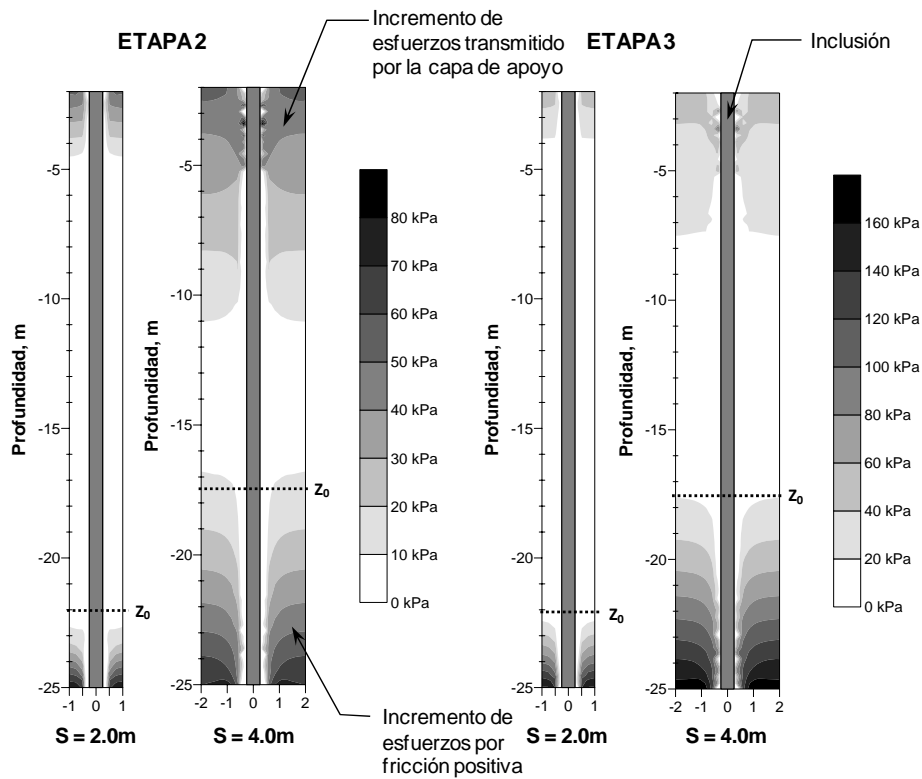 Incremento de
esfuerzos transmitido
por la capa de apoyo
ETAPA 2
ETAPA 3
Inclusión
Profundidad, m
-5
-10
-15
-20
-25
-1 0 1
S = 2.0m
Z₀
Profundidad, m
-5
-10
-15
-20
-25
-2 -1 0 1 2
S = 4.0m
Z₀
80 kPa
70 kPa
60 kPa
50 kPa
40 kPa
30 kPa
20 kPa
10 kPa
0 kPa
Incremento de
esfuerzos por
fricción positiva
Profundidad, m
-5
-10
-15
-20
-25
-1 0 1
S = 2.0m
Z₀
Profundidad, m
-5
-10
-15
-20
-25
-2 -1 0 1 2
S = 4.0m
Z₀
160 kPa
140 kPa
120 kPa
100 kPa
80 kPa
60 kPa
40 kPa
20 kPa
0 kPa